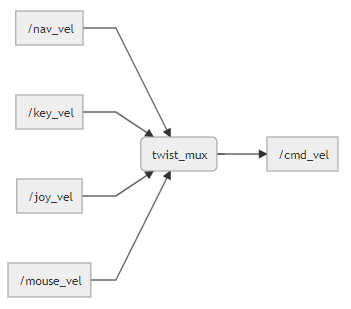 /nav_vel
/key_vel
twist_mux
/cmd_vel
/joy_vel
/mouse_vel